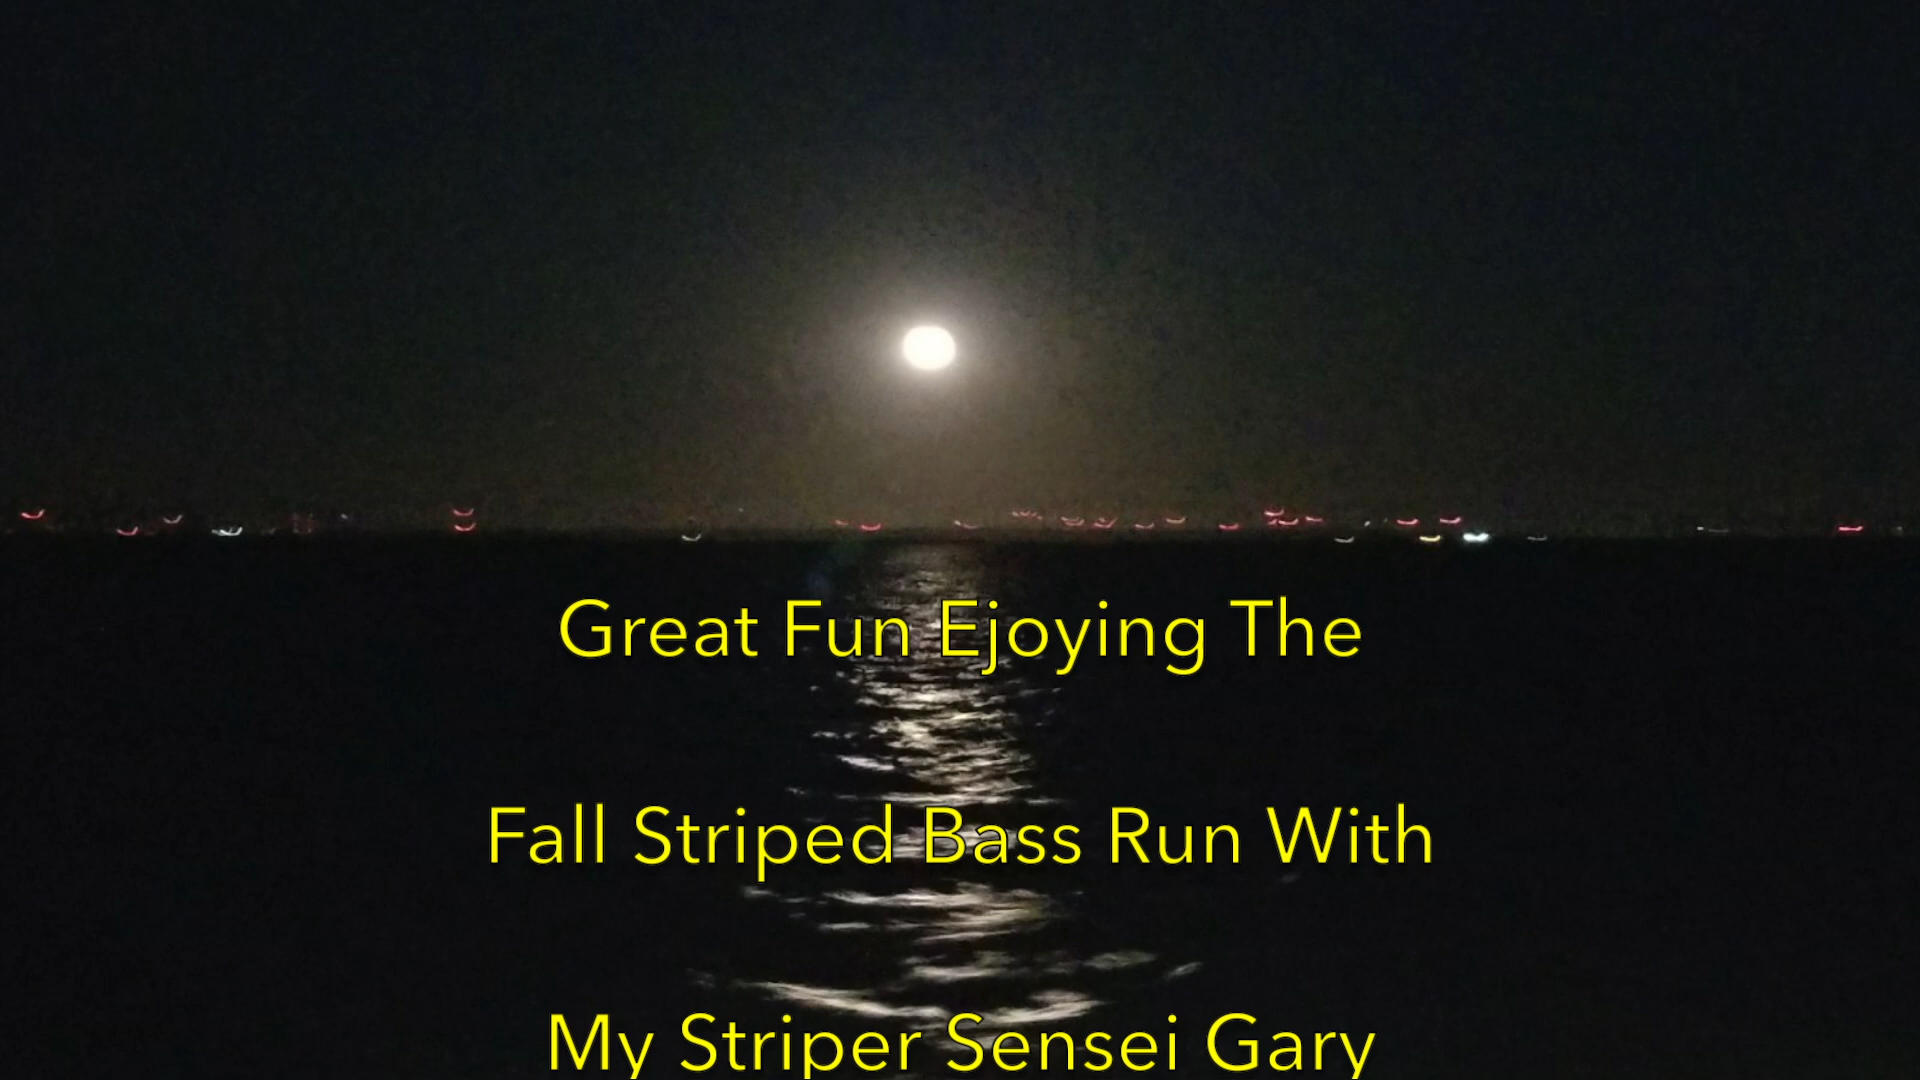 Great Fun Ejoying The
Fall Striped Bass Run With
My Striper Sensei Gary